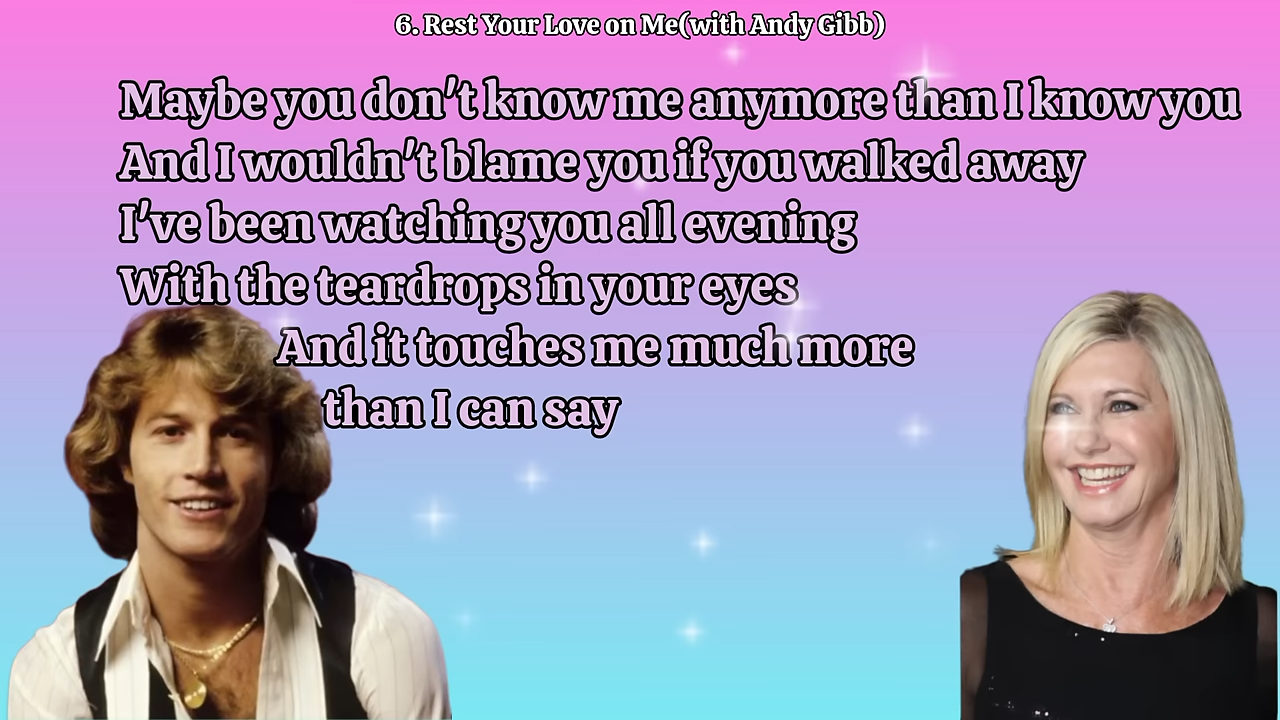 6. Rest Your Love on Me(with Andy Gibb)
Maybe you don't know me anymore than I know you
And I wouldn't blame you if you walked away
I've been watching you all evening
With the teardrops in your eyes
And it touches me much more
than I can say